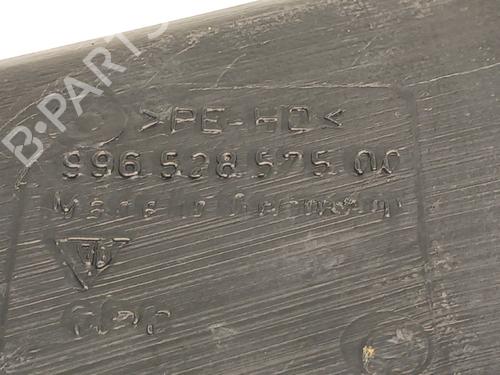 B-PARTS
>PE-HD<
996 528 575 00
Made in Germany